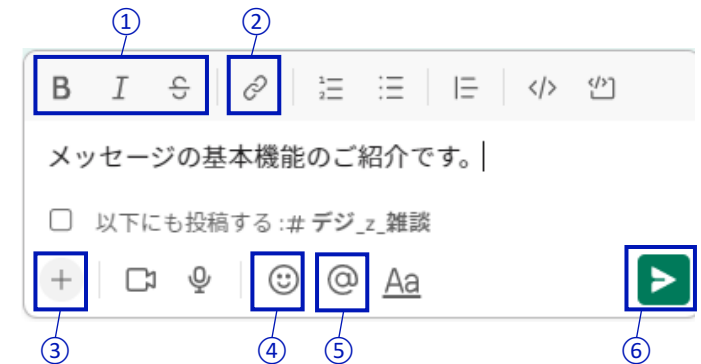 ① ②
B I S
メッセージの基本機能のご紹介です。
以下にも投稿する :# デジ_z_雑談
+ @ Aa
③ ④ ⑤ ⑥